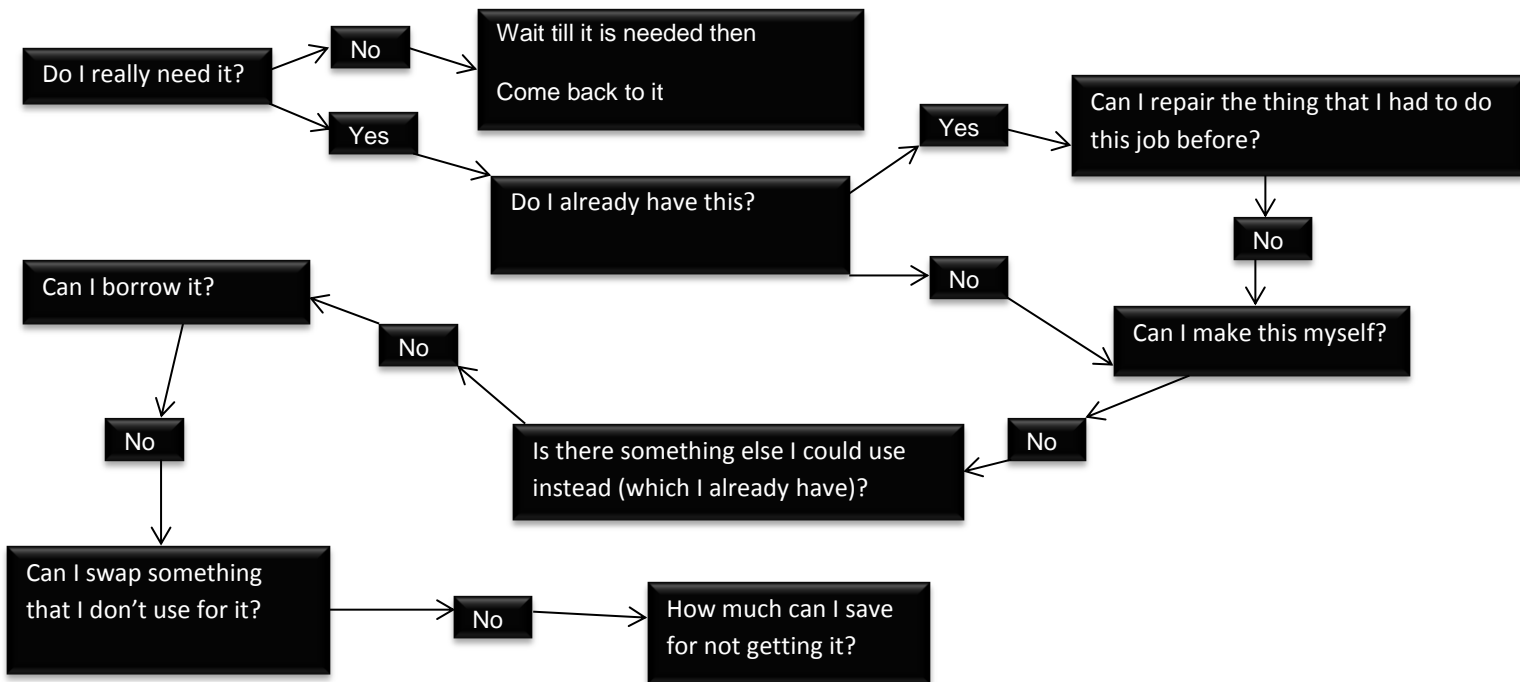 Do I really need it?
No
Wait till it is needed then
Come back to it
Yes
Do I already have this?
Yes
Can I repair the thing that I had to do
this job before?
No
No
Can I make this myself?
No
Is there something else I could use
instead (which I already have)?
No
Can I borrow it?
No
Can I swap something
that I don’t use for it?
No
How much can I save
for not getting it?